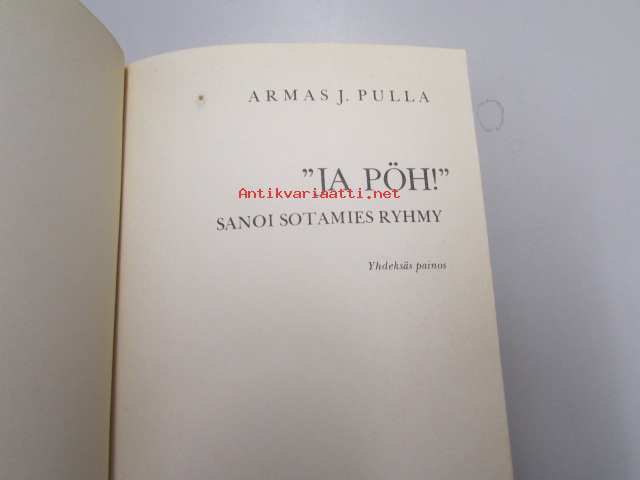 ARMAS J. PULLA
"JA PÖH!"
Antikvariaatti.net
SANOI SOTAMIES RYHMY
Yhdeksäs painos